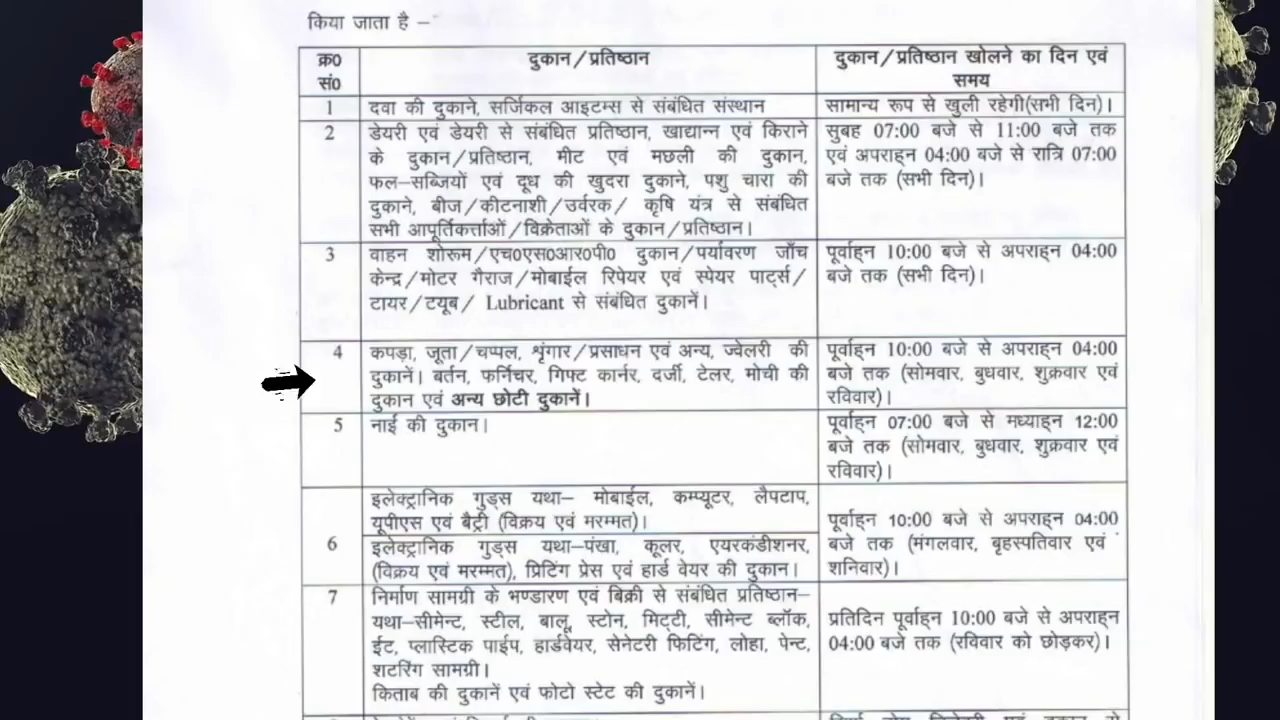 किया जाता है –
क्र0 सं0
दुकान/प्रतिष्ठान
दुकान/प्रतिष्ठान खोलने का दिन एवं
समय
1
दवा की दुकाने, सर्जिकल आइटम्स से संबंधित संस्थान
सामान्य रूप से खुली रहेगी(सभी दिन)।
2
डेयरी एवं डेयरी से संबंधित प्रतिष्ठान, खाद्यान्न एवं किराने
के दुकान/प्रतिष्ठान, मीट एवं मछली की दुकान,
फल–सब्जियों एवं दूध की खुदरा दुकाने, पशु चारा की
दुकाने, बीज/कीटनाशी/उर्वरक/ कृषि यंत्र से संबंधित
सभी आपूर्तिकर्त्ताओं/विक्रेताओं के दुकान/प्रतिष्ठान।
सुबह 07:00 बजे से 11:00 बजे तक
एवं अपराह्न 04:00 बजे से रात्रि 07:00
बजे तक (सभी दिन)।
3
वाहन शोरूम/एच0एस0आर0पी0 दुकान/पर्यावरण जाँच
केन्द्र/मोटर गैराज/मोबाईल रिपेयर एवं स्पेयर पार्ट्स/
टायर/टयूब/ Lubricant से संबंधित दुकानें।
पूर्वाह्न 10:00 बजे से अपराह्न 04:00
बजे तक (सभी दिन)।
4
कपड़ा, जूता/चप्पल, श्रृंगार/प्रसाधन एवं अन्य, ज्वेलरी की
दुकानें। बर्तन, फर्निचर, गिफ्ट कार्नर, दर्जी, टेलर, मोची की
दुकान एवं अन्य छोटी दुकानें।
पूर्वाह्न 10:00 बजे से अपराह्न 04:00
बजे तक (सोमवार, बुधवार, शुक्रवार एवं
रविवार)।
5
नाई की दुकान।
पूर्वाह्न 07:00 बजे से मध्याह्न 12:00
बजे तक (सोमवार, बुधवार, शुक्रवार एवं
रविवार)।
6
इलेक्ट्रानिक गुड्स यथा– मोबाईल, कम्प्यूटर, लैपटाप,
यूपीएस एवं बैट्री (विक्रय एवं मरम्मत)।
इलेक्ट्रानिक गुड्स यथा–पंखा, कूलर, एयरकंडीशनर,
(विक्रय एवं मरम्मत), प्रिटिंग प्रेस एवं हार्ड वेयर की दुकान।
पूर्वाह्न 10:00 बजे से अपराह्न 04:00
बजे तक (मंगलवार, बृहस्पतिवार एवं
शनिवार)।
7
निर्माण सामग्री के भण्डारण एवं बिक्री से संबंधित प्रतिष्ठान–
यथा–सीमेन्ट, स्टील, बालू, स्टोन, मिट्टी, सीमेन्ट ब्लॉक,
ईट, प्लास्टिक पाईप, हार्डवेयर, सेनेटरी फिटिंग, लोहा, पेन्ट,
शटरिंग सामग्री।
किताब की दुकानें एवं फोटो स्टेट की दुकानें।
प्रतिदिन पूर्वाह्न 10:00 बजे से अपराह्न
04:00 बजे तक (रविवार को छोड़कर)।